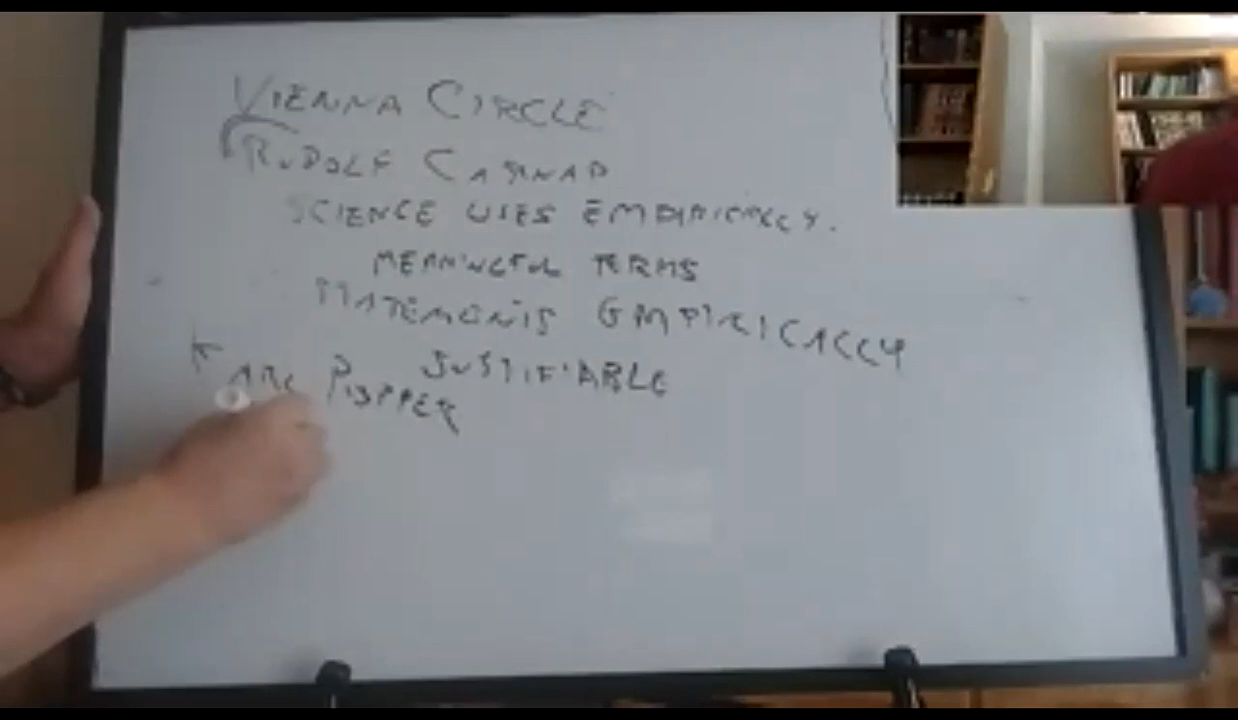 VIENNA CIRCLE
RUDOLF CARNAP
SCIENCE USES EMPIRICALLY.
MEANINGFUL TERMS
STATEMENTS EMPIRICALLY
JUSTIFIABLE
KARL POPPER